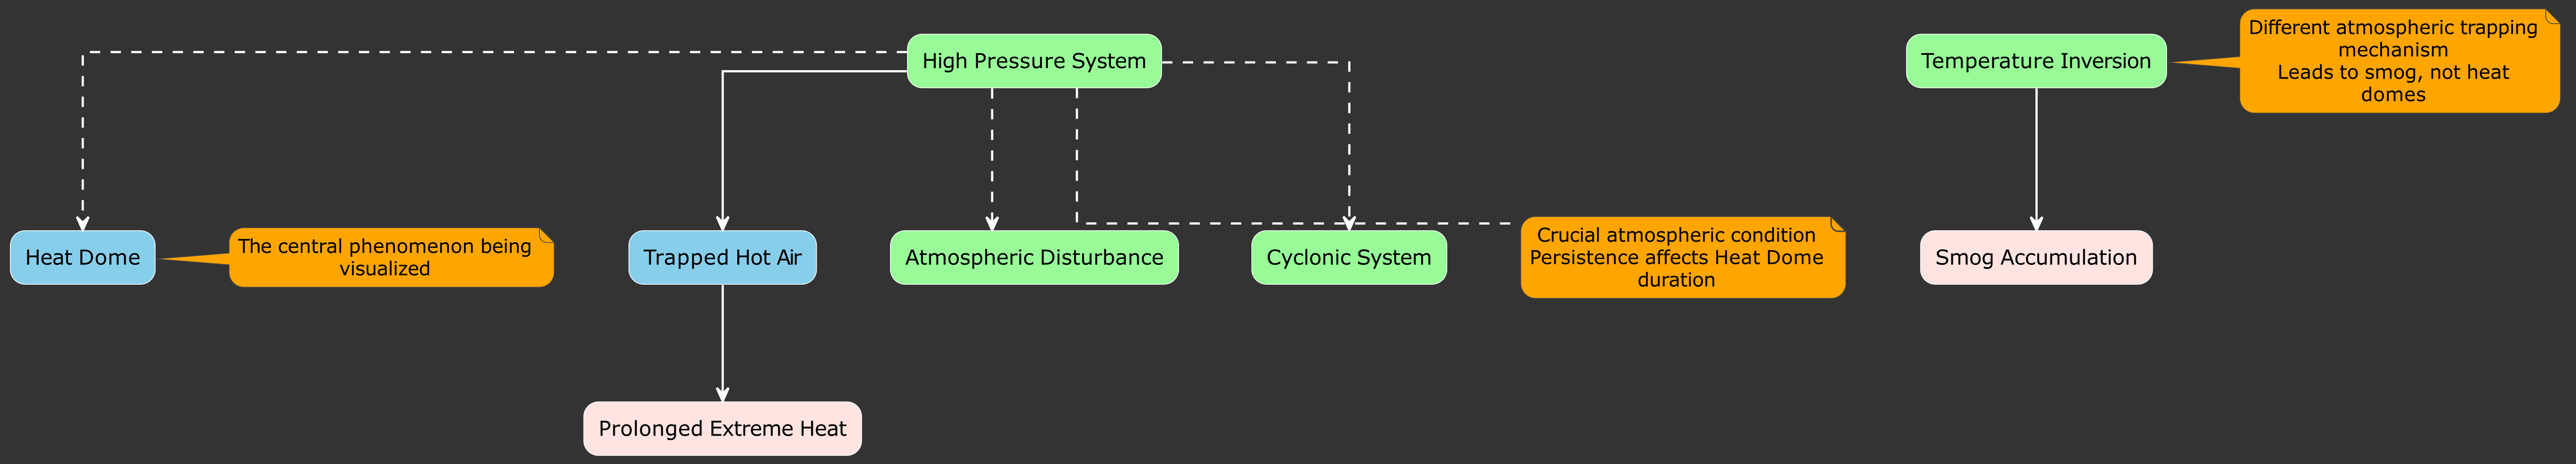 High Pressure System
Temperature Inversion
Different atmospheric trapping
mechanism
Leads to smog, not heat
domes
Heat Dome
The central phenomenon being
visualized
Trapped Hot Air
Atmospheric Disturbance
Cyclonic System
Crucial atmospheric condition
Persistence affects Heat Dome
duration
Smog Accumulation
Prolonged Extreme Heat